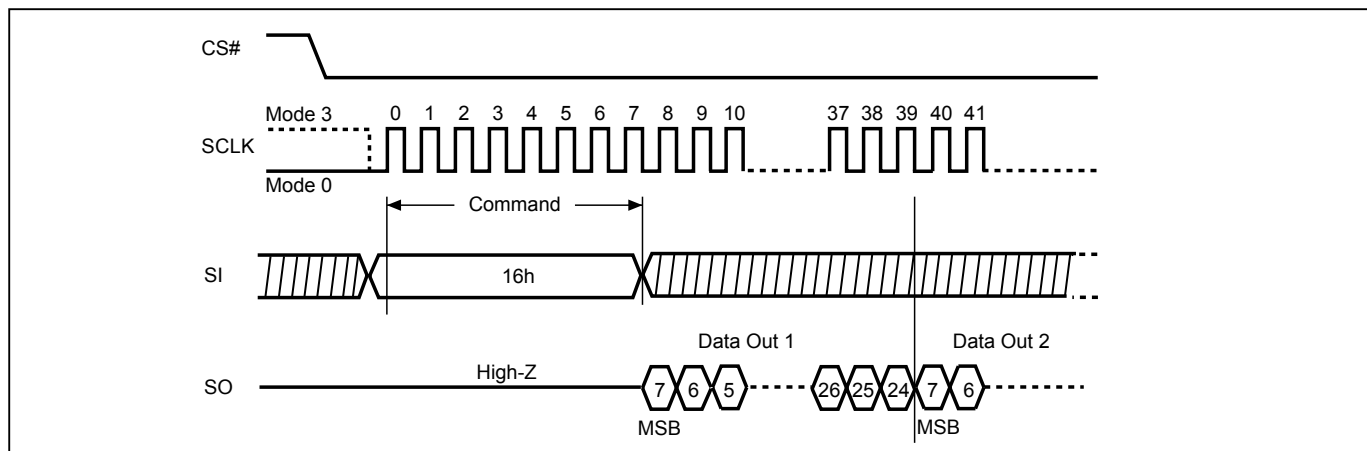 CS#
Mode 3 0 1 2 3 4 5 6 7 8 9 10 37 38 39 40 41
SCLK
Mode 0
Command
SI 16h
Data Out 1 Data Out 2
SO High-Z 7 6 5 26 25 24 7 6
MSB MSB